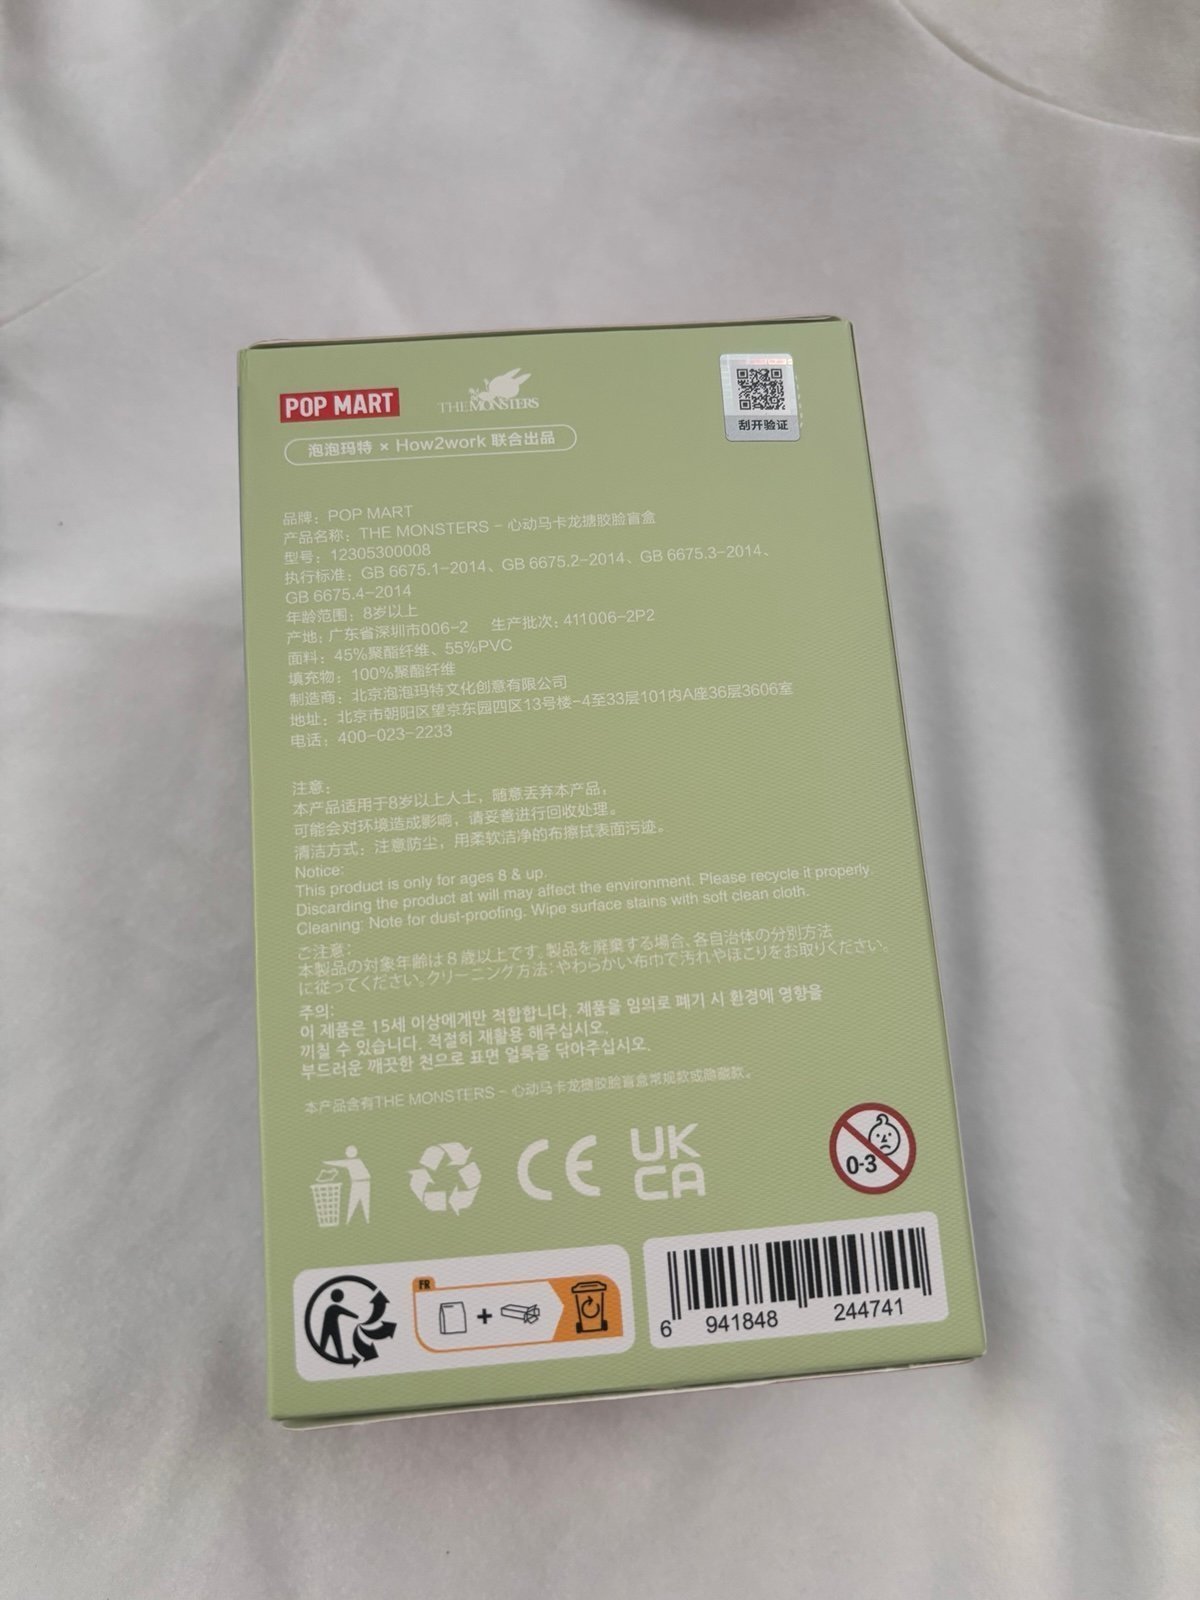 POP MART
THE MONSTERS
刮开验证
泡泡玛特 × How2work 联合出品
品牌：POP MART
产品名称：THE MONSTERS - 心动马卡龙搪胶脸盲盒
型号：12305300008
执行标准：GB 6675.1-2014、GB 6675.2-2014、GB 6675.3-2014、
GB 6675.4-2014
年龄范围：8岁以上
产地：广东省深圳市006-2 生产批次：411006-2P2
面料：45%聚酯纤维、55%PVC
填充物：100%聚酯纤维
制造商：北京泡泡玛特文化创意有限公司
地址：北京市朝阳区望京东园四区13号楼-4至33层101内A座36层3606室
电话：400-023-2233
注意：
本产品适用于8岁以上人士，随意丢弃本产品，
可能会对环境造成影响，请妥善进行回收处理。
清洁方式：注意防尘，用柔软洁净的布擦拭表面污迹。
Notice:
This product is only for ages 8 & up.
Discarding the product at will may affect the environment. Please recycle it properly.
Cleaning: Note for dust-proofing. Wipe surface stains with soft clean cloth.
ご注意：
本製品の対象年齢は８歳以上です。製品を廃棄する場合、各自治体の分別方法
に従ってください。クリーニング方法：やわらかい布巾で汚れやほこりをお取りください。
주의:
이 제품은 15세 이상에게만 적합합니다. 제품을 임의로 폐기 시 환경에 영향을
끼칠 수 있습니다. 적절히 재활용 해주십시오.
부드러운 깨끗한 천으로 표면 얼룩을 닦아주십시오.
本产品含有THE MONSTERS - 心动马卡龙搪胶脸盲盒常规款或隐藏款。
CE
UK
CA
0-3
FR
+
6 941848 244741